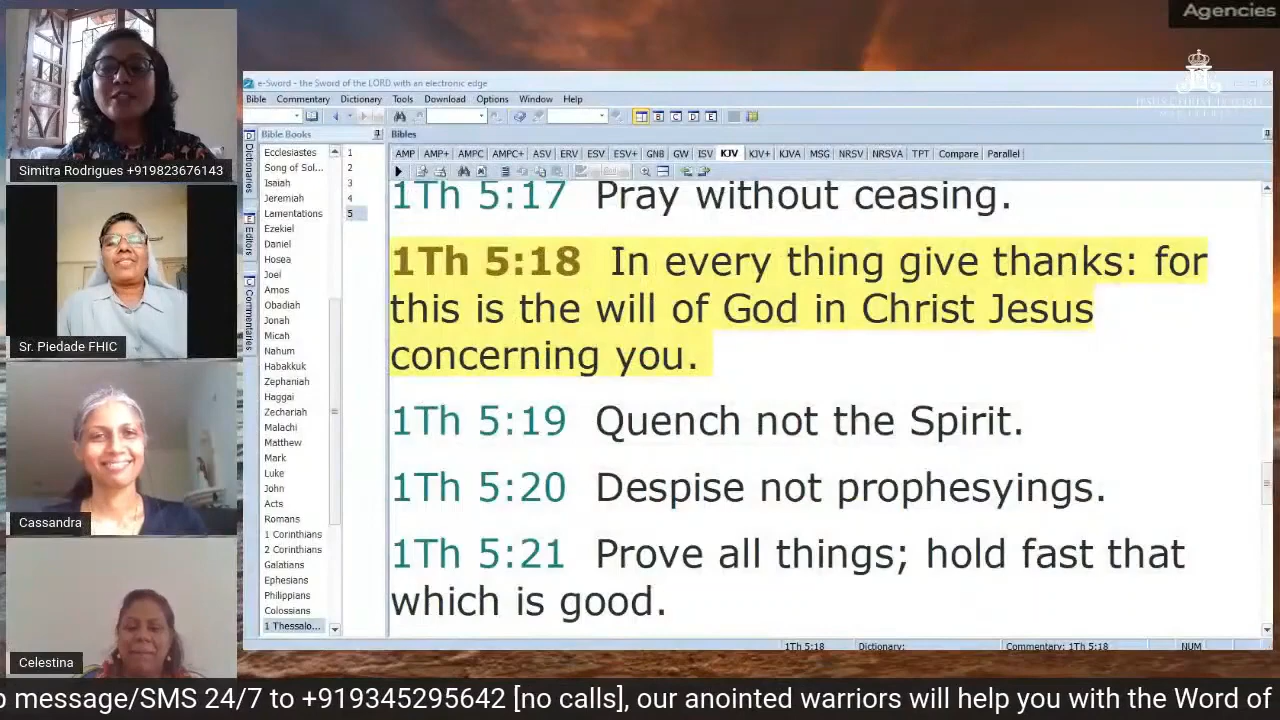 Agencies
Simitra Rodrigues +919823676143
Sr. Piedade FHIC
Cassandra
Celestina
e-Sword - the Sword of the LORD with an electronic edge
Bible Commentary Dictionary Tools Download Options Window Help
Bible Books
Bibles
Dictionaries
Editors
Commentaries
Ecclesiastes
Song of Sol...
Isaiah
Jeremiah
Lamentations
Ezekiel
Daniel
Hosea
Joel
Amos
Obadiah
Jonah
Micah
Nahum
Habakkuk
Zephaniah
Haggai
Zechariah
Malachi
Matthew
Mark
Luke
John
Acts
Romans
1 Corinthians
2 Corinthians
Galatians
Ephesians
Philippians
Colossians
1 Thessalo...
1
2
3
4
5
AMP AMP+ AMPC AMPC+ ASV ERV ESV ESV+ GNB GW ISV KJV KJV+ KJVA MSG NRSV NRSVA TPT Compare Parallel
1Th 5:17 Pray without ceasing.
1Th 5:18 In every thing give thanks: for
this is the will of God in Christ Jesus
concerning you.
1Th 5:19 Quench not the Spirit.
1Th 5:20 Despise not prophesyings.
1Th 5:21 Prove all things; hold fast that
which is good.
1Th 5:18 Dictionary: Commentary: 1Th 5:18 NUM
message/SMS 24/7 to +919345295642 [no calls], our anointed warriors will help you with the Word of